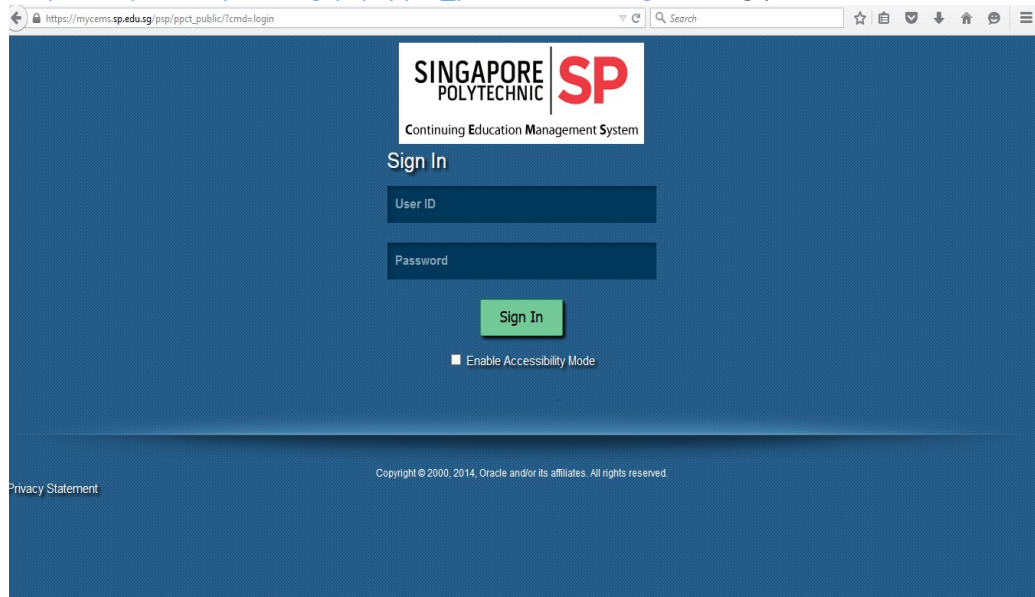 https://mycems.sp.edu.sg/psp/ppct_public/?cmd=login
Search
SINGAPORE
POLYTECHNIC
SP
Continuing Education Management System
Sign In
User ID
Password
Sign In
Enable Accessibility Mode
Copyright © 2000, 2014, Oracle and/or its affiliates. All rights reserved.
Privacy Statement